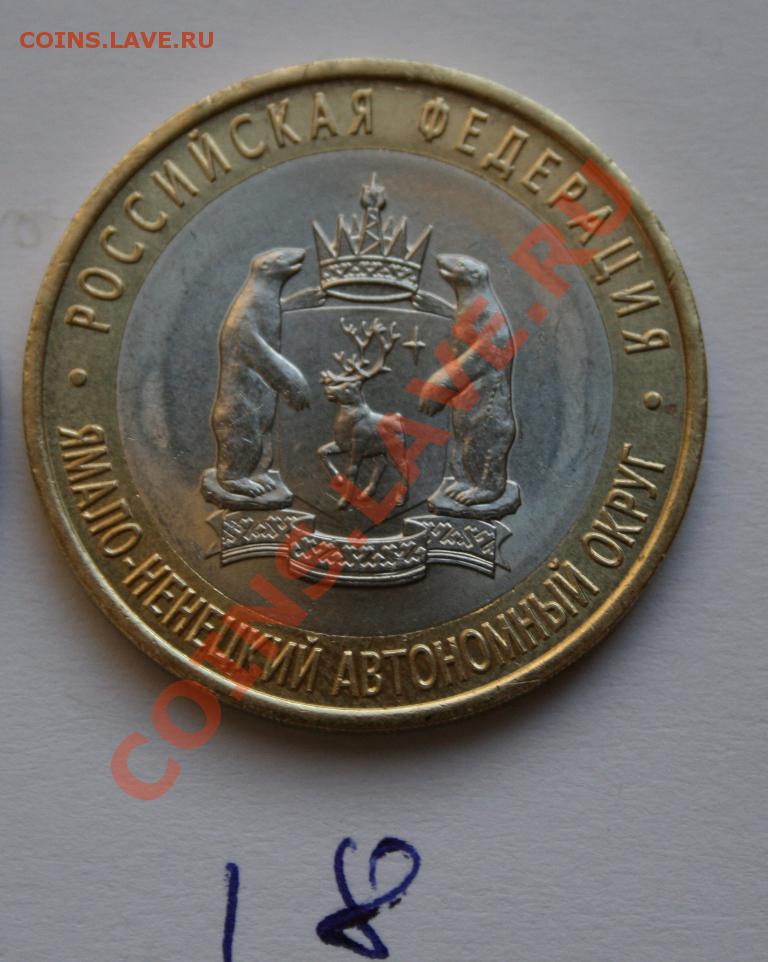 COINS.LAVE.RU
• РОССИЙСКАЯ ФЕДЕРАЦИЯ •
ЯМАЛО-НЕНЕЦКИЙ АВТОНОМНЫЙ ОКРУГ
COINS.LAVE.RU
18